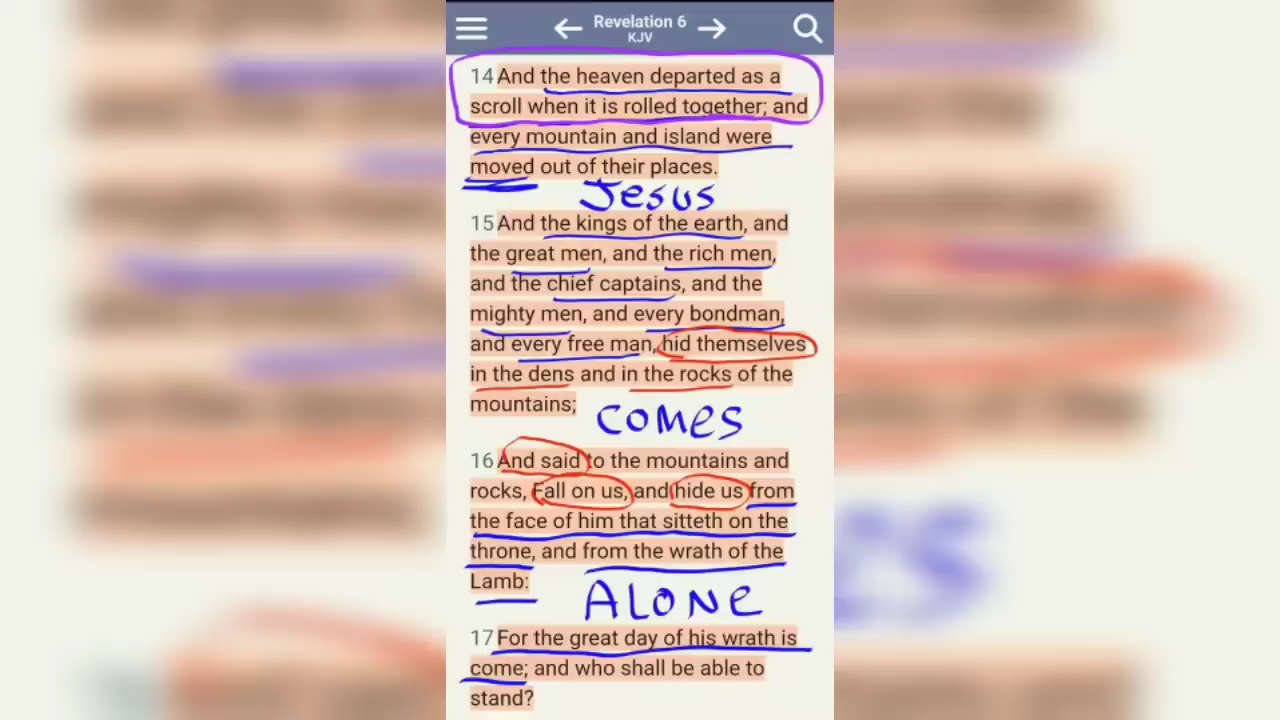 Revelation 6
KJV
14 And the heaven departed as a
scroll when it is rolled together; and
every mountain and island were
moved out of their places.
Jesus
15 And the kings of the earth, and
the great men, and the rich men,
and the chief captains, and the
mighty men, and every bondman,
and every free man, hid themselves
in the dens and in the rocks of the
mountains;
COMES
16 And said to the mountains and
rocks, Fall on us, and hide us from
the face of him that sitteth on the
throne, and from the wrath of the
Lamb:
ALONE
17 For the great day of his wrath is
come; and who shall be able to
stand?